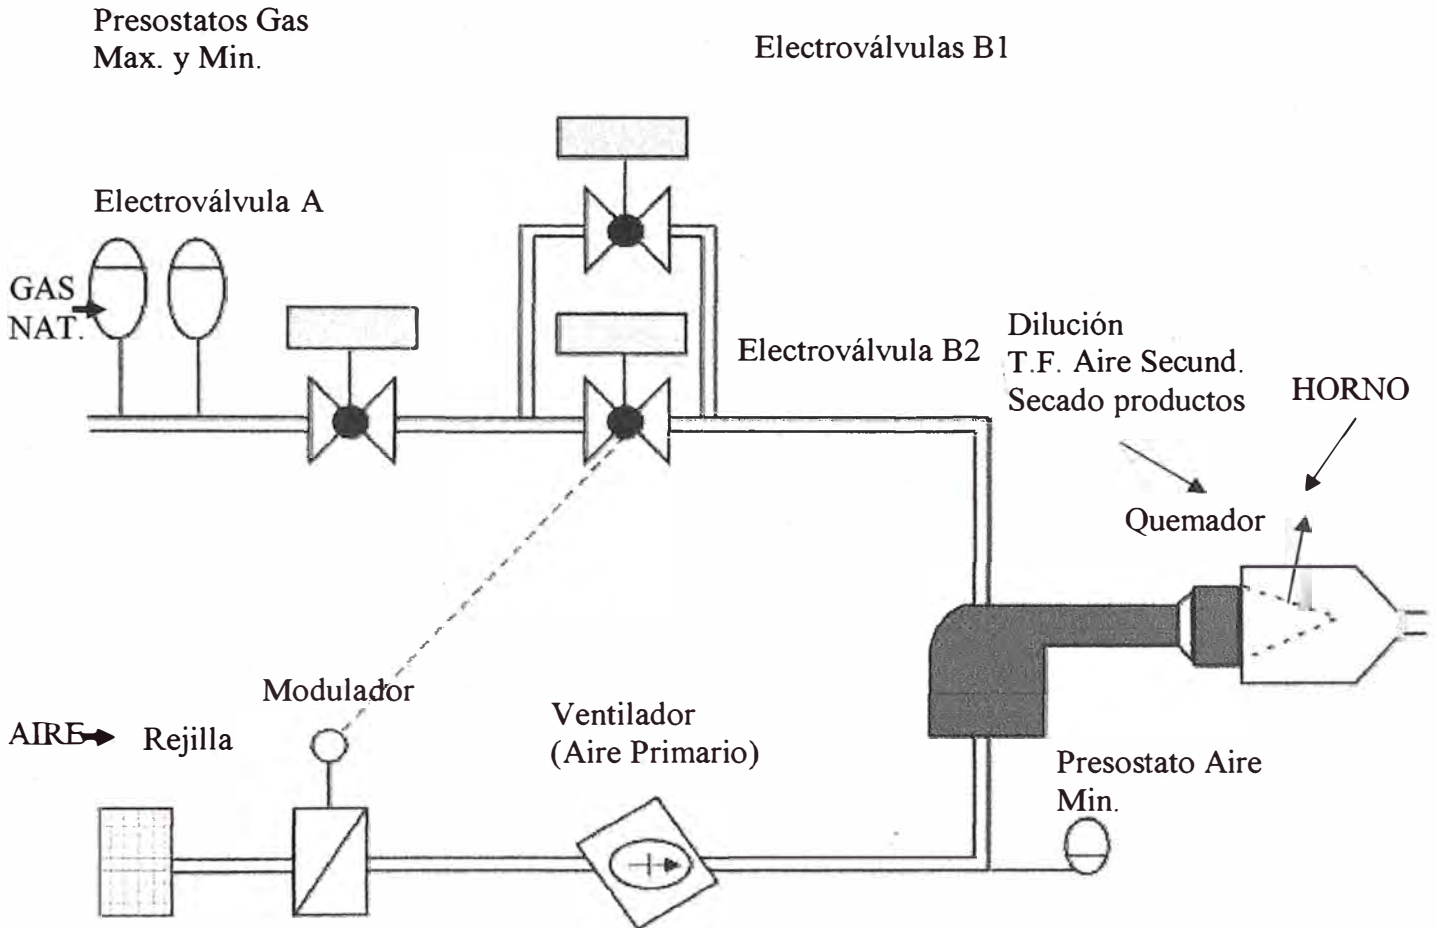 Presostatos Gas
Max. y Min.
Electroválvulas B1
Electroválvula A
GAS
NAT.
Electroválvula B2
Dilución
T.F. Aire Secund.
Secado productos
HORNO
Quemador
Modulador
AIRE
Rejilla
Ventilador
(Aire Primario)
Presostato Aire
Min.